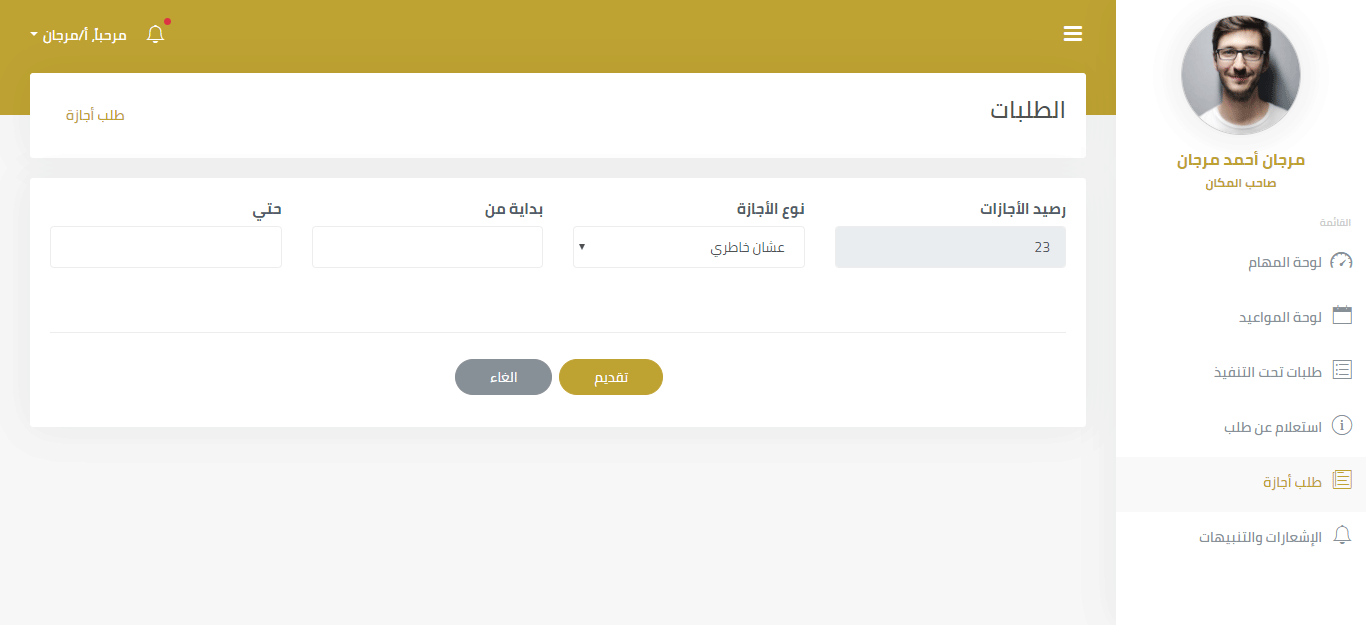 مرحباً, أ/مرجان
الطلبات
طلب أجازة
رصيد الأجازات
23
نوع الأجازة
عشان خاطري
بداية من
حتي
تقديم
الغاء
مرجان أحمد مرجان
صاحب المكان
القائمة
لوحة المهام
لوحة المواعيد
طلبات تحت التنفيذ
استعلام عن طلب
طلب أجازة
الإشعارات والتنبيهات